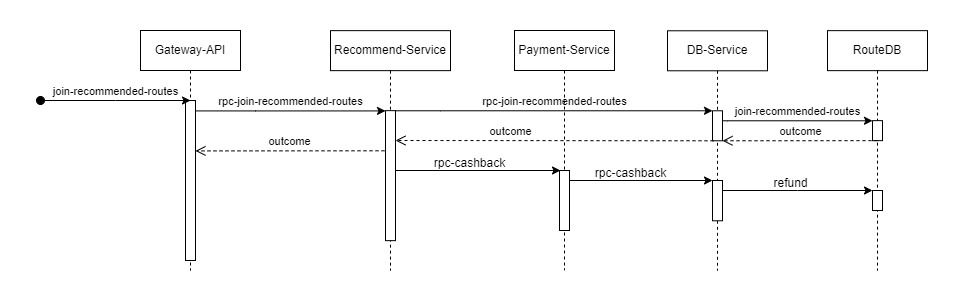 Gateway-API
Recommend-Service
Payment-Service
DB-Service
RouteDB
join-recommended-routes
rpc-join-recommended-routes
rpc-join-recommended-routes
join-recommended-routes
outcome
outcome
outcome
rpc-cashback
rpc-cashback
refund